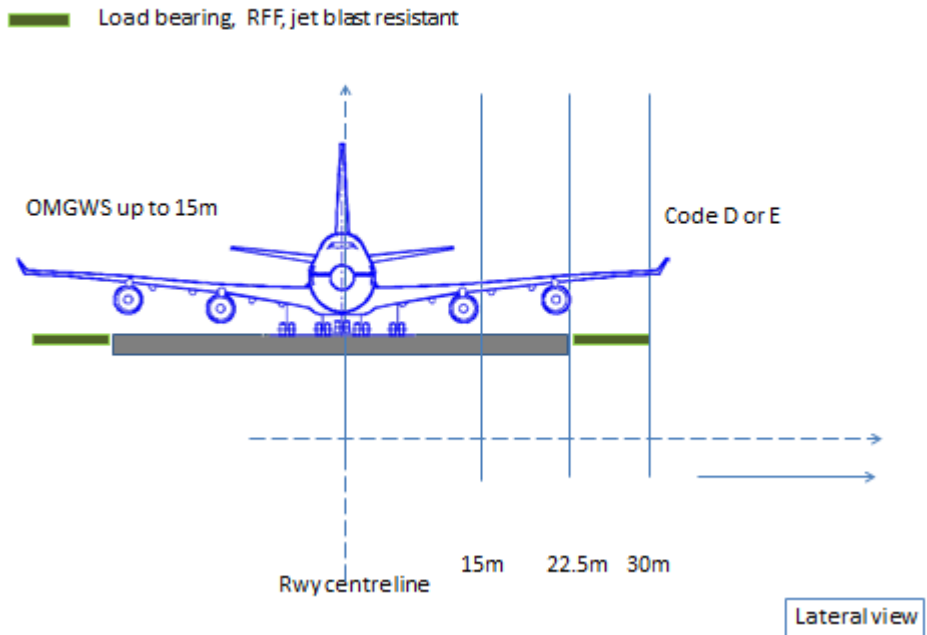 Load bearing, RFF, jet blast resistant
OMGWS up to 15m
Code D or E
15m
22.5m
30m
Rwy centreline
Lateral view